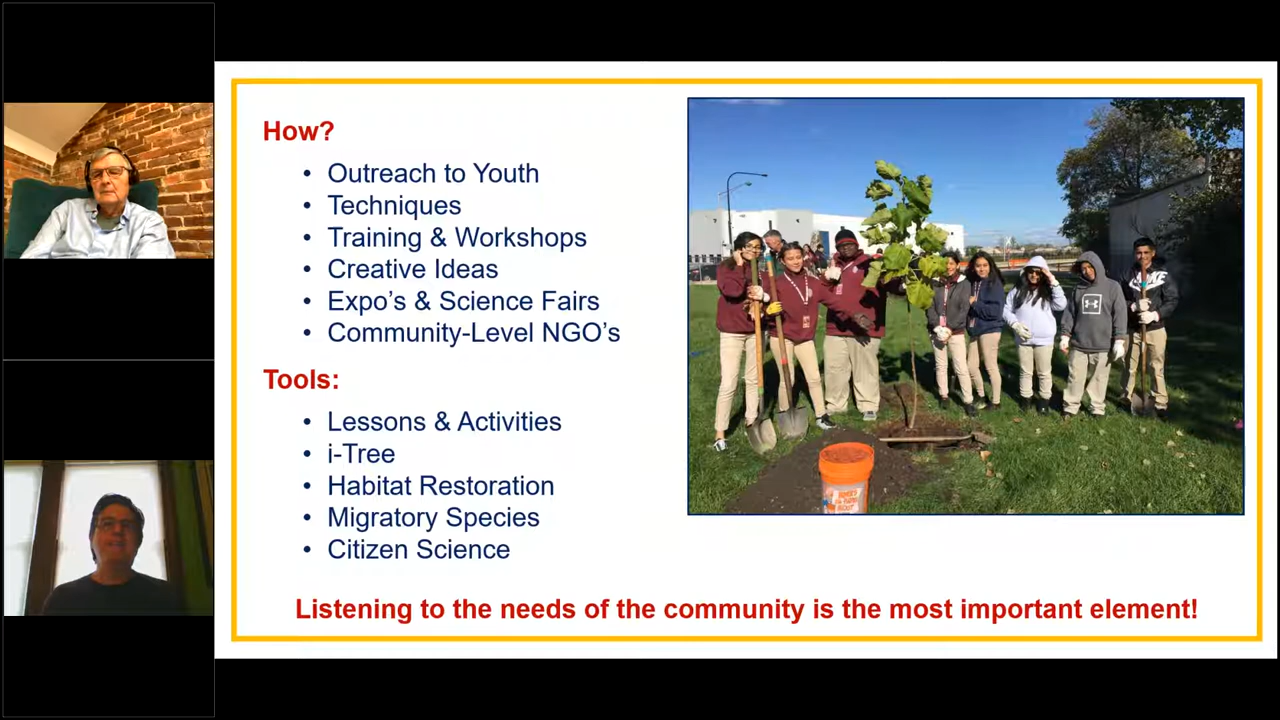 How?
• Outreach to Youth
• Techniques
• Training & Workshops
• Creative Ideas
• Expo’s & Science Fairs
• Community-Level NGO’s
Tools:
• Lessons & Activities
• i-Tree
• Habitat Restoration
• Migratory Species
• Citizen Science
Listening to the needs of the community is the most important element!